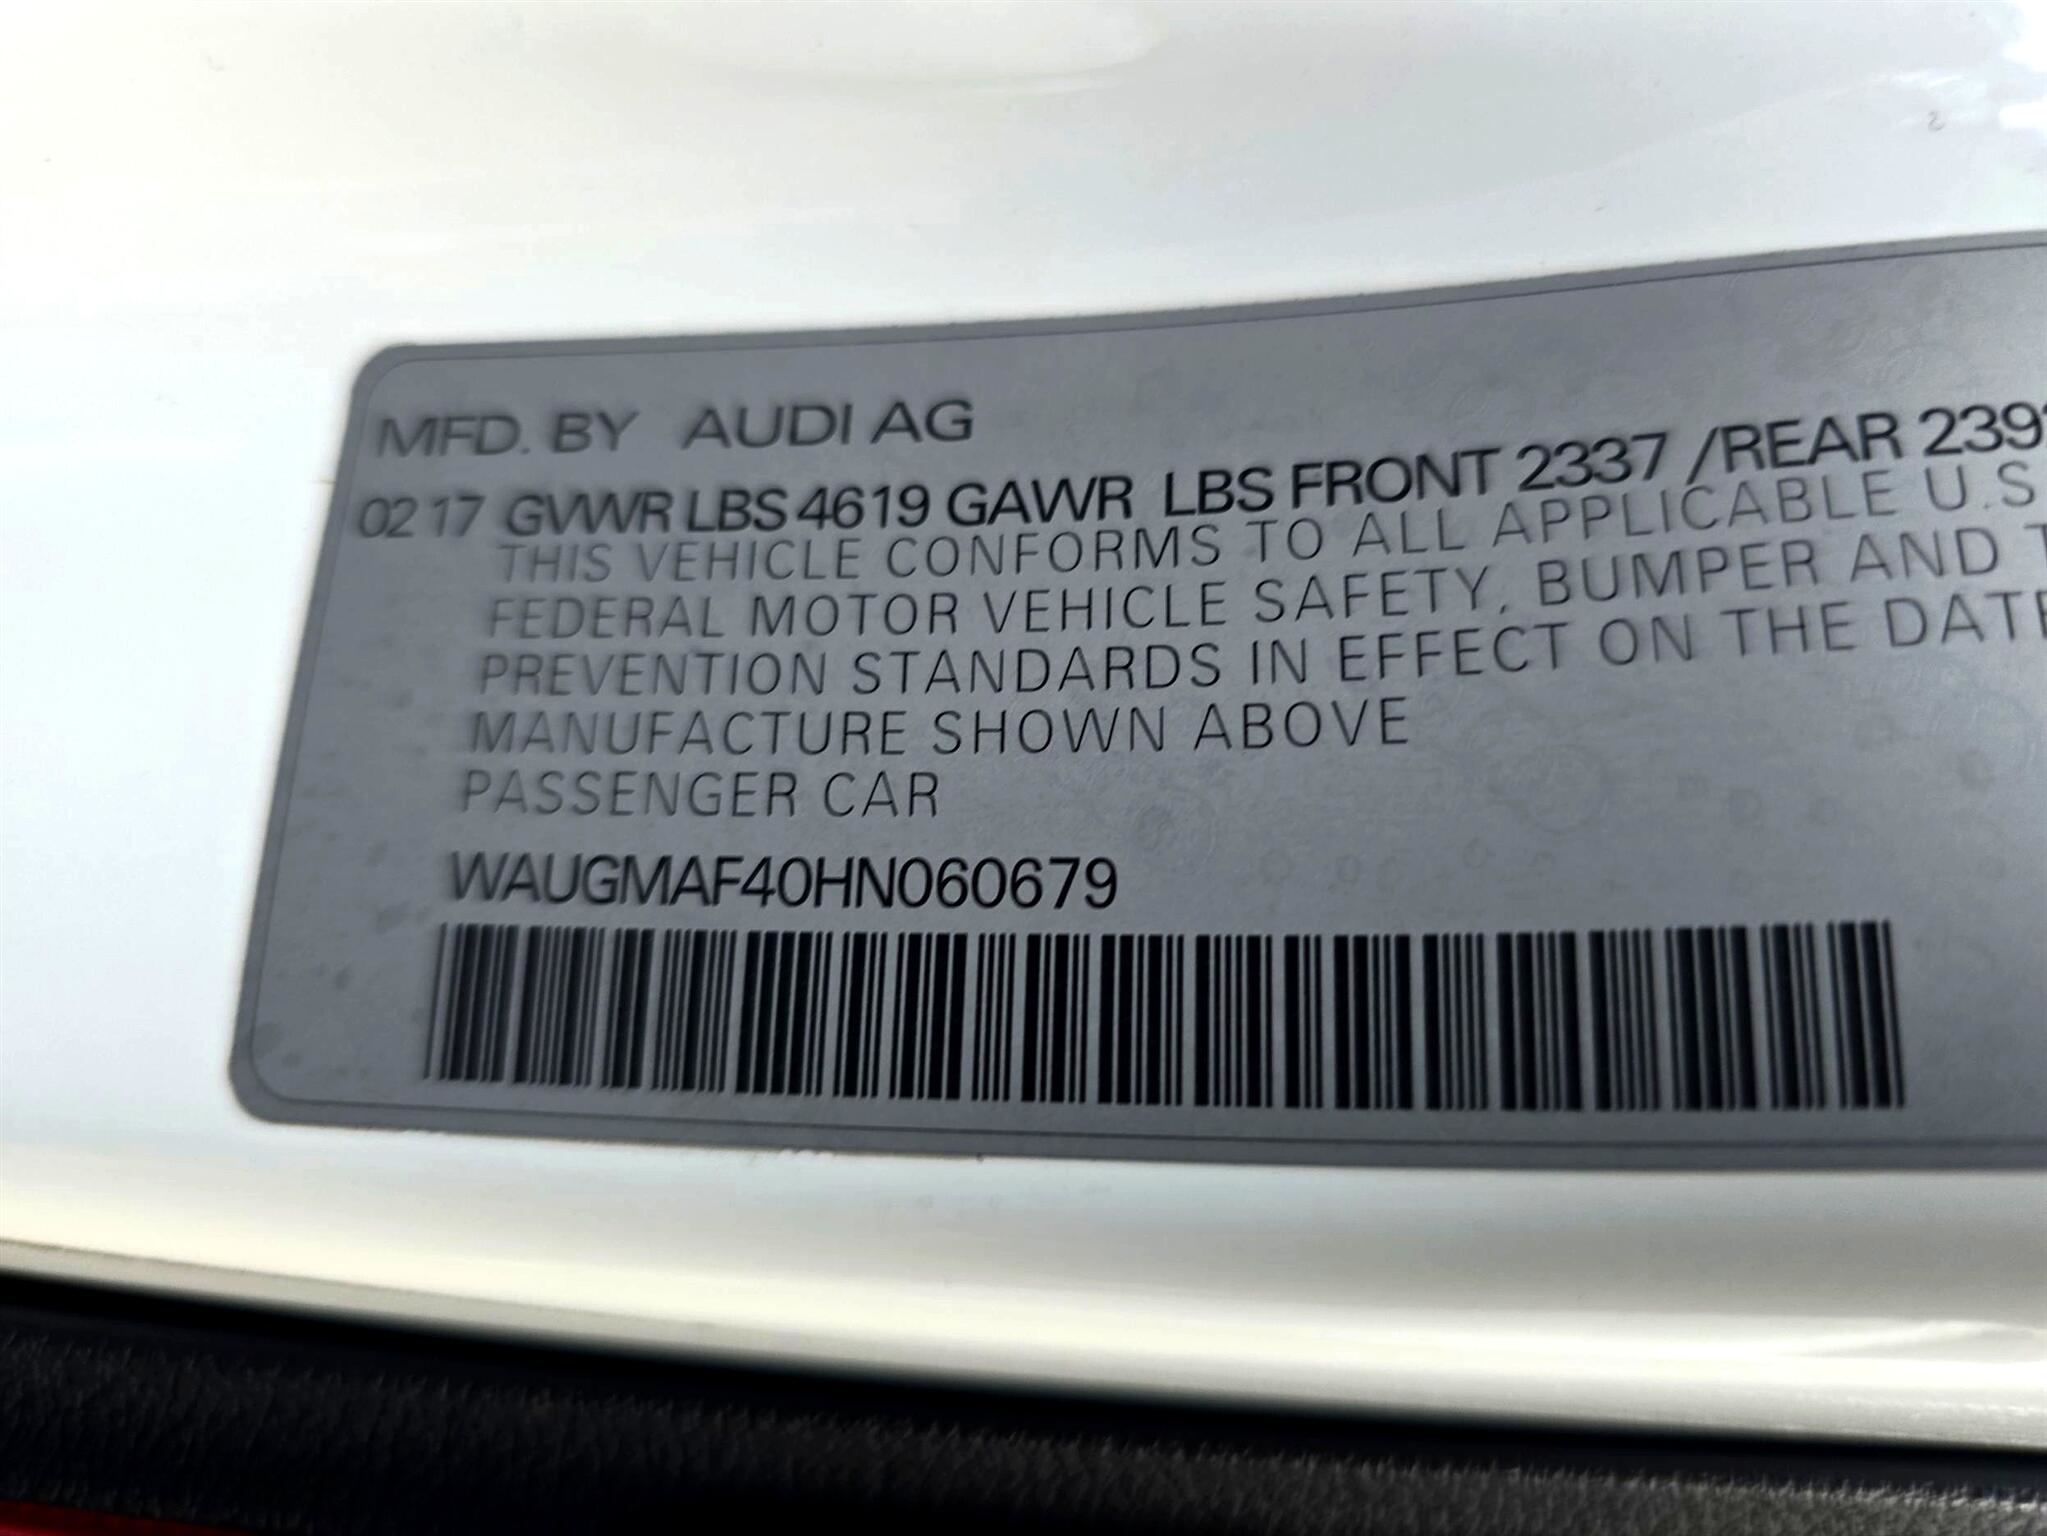 MFD. BY AUDI AG
02 17 GVWR LBS 4619 GAWR LBS FRONT 2337 /REAR 239
THIS VEHICLE CONFORMS TO ALL APPLICABLE U.S
FEDERAL MOTOR VEHICLE SAFETY, BUMPER AND T
PREVENTION STANDARDS IN EFFECT ON THE DATE
MANUFACTURE SHOWN ABOVE
PASSENGER CAR
WAUGMAF40HN060679